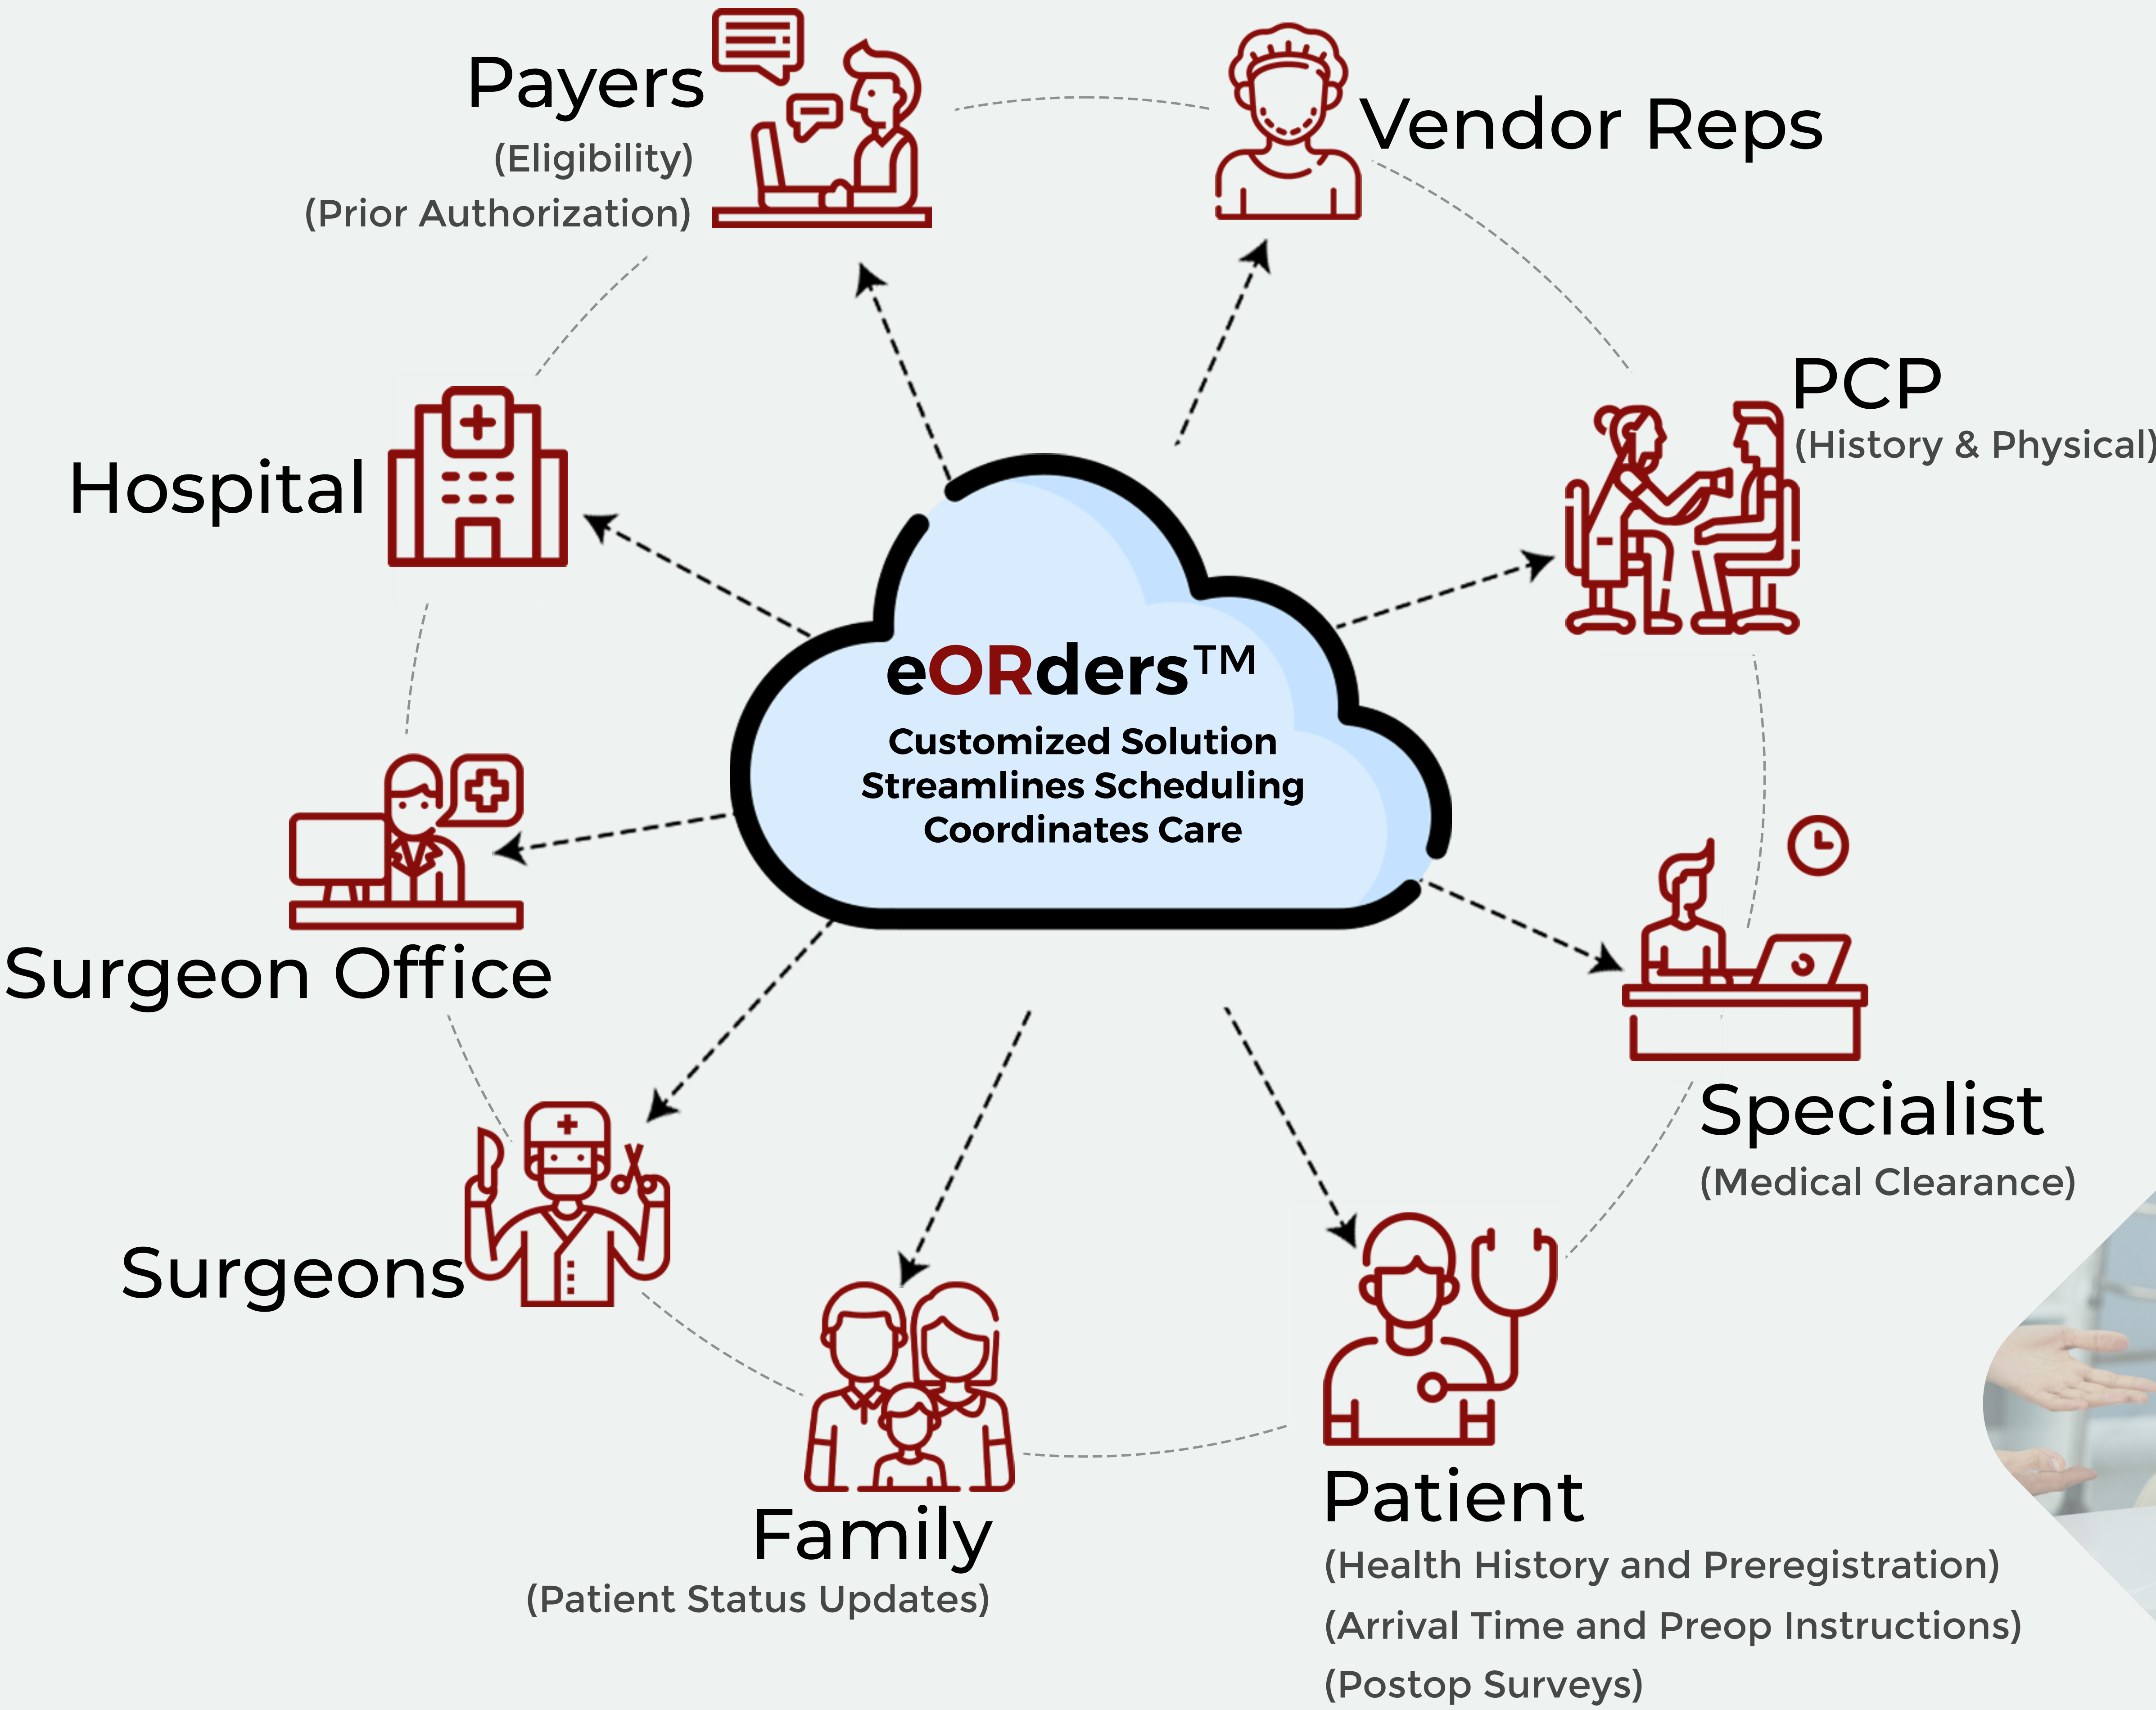 Payers
(Eligibility)
(Prior Authorization)
Vendor Reps
PCP
(History & Physical)
Hospital
eORders™
Customized Solution
Streamlines Scheduling
Coordinates Care
Surgeon Office
Specialist
(Medical Clearance)
Surgeons
Family
(Patient Status Updates)
Patient
(Health History and Preregistration)
(Arrival Time and Preop Instructions)
(Postop Surveys)